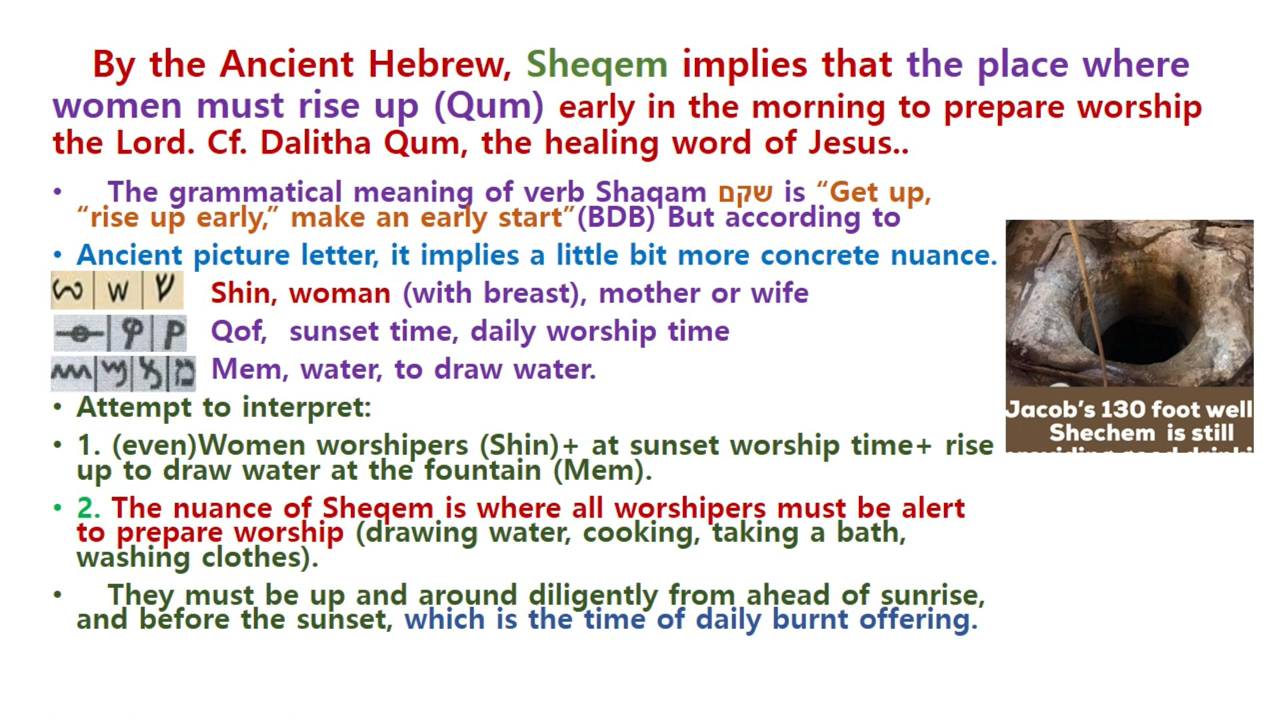 By the Ancient Hebrew, Sheqem implies that the place where
women must rise up (Qum) early in the morning to prepare worship
the Lord. Cf. Dalitha Qum, the healing word of Jesus..
• The grammatical meaning of verb Shaqam שקם is “Get up,
“rise up early,” make an early start”(BDB) But according to
• Ancient picture letter, it implies a little bit more concrete nuance.
Shin, woman (with breast), mother or wife
Qof, sunset time, daily worship time
Mem, water, to draw water.
• Attempt to interpret:
• 1. (even)Women worshipers (Shin)+ at sunset worship time+ rise
up to draw water at the fountain (Mem).
• 2. The nuance of Sheqem is where all worshipers must be alert
to prepare worship (drawing water, cooking, taking a bath,
washing clothes).
• They must be up and around diligently from ahead of sunrise,
and before the sunset, which is the time of daily burnt offering.
Jacob’s 130 foot well
Shechem is still